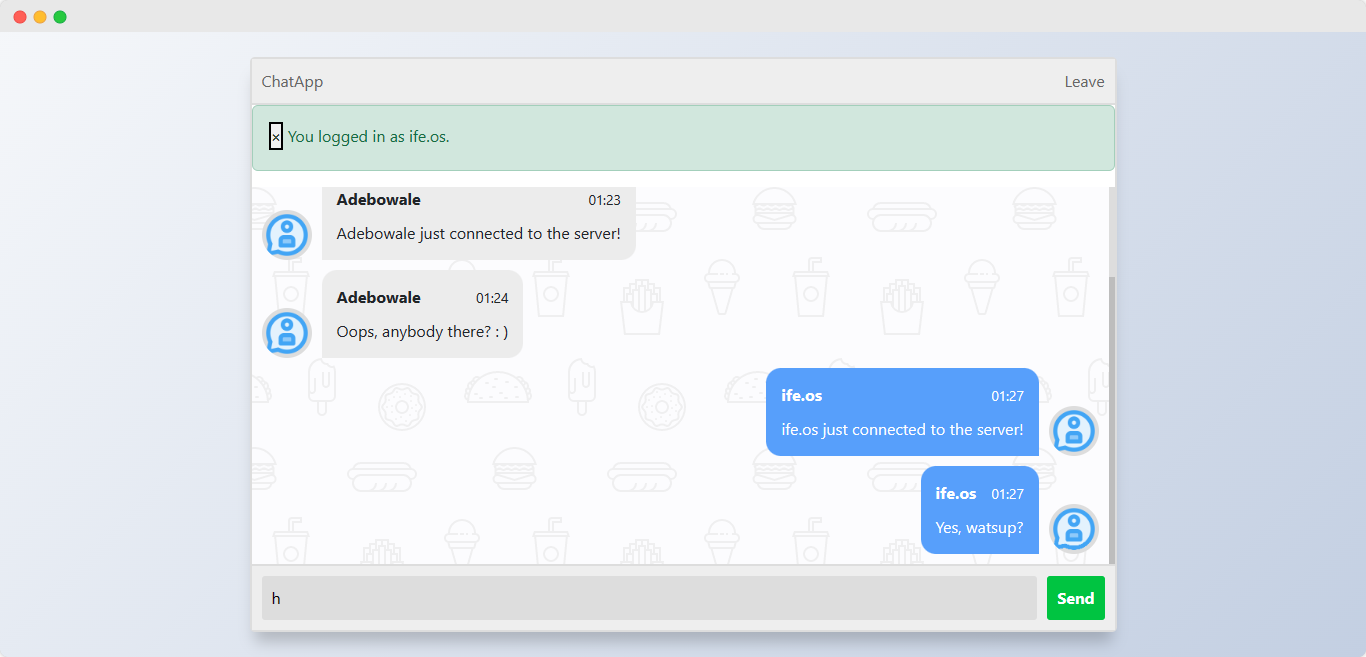 ChatApp Leave
× You logged in as ife.os.
Adebowale 01:23
Adebowale just connected to the server!
Adebowale 01:24
Oops, anybody there? : )
ife.os 01:27
ife.os just connected to the server!
ife.os 01:27
Yes, watsup?
h Send